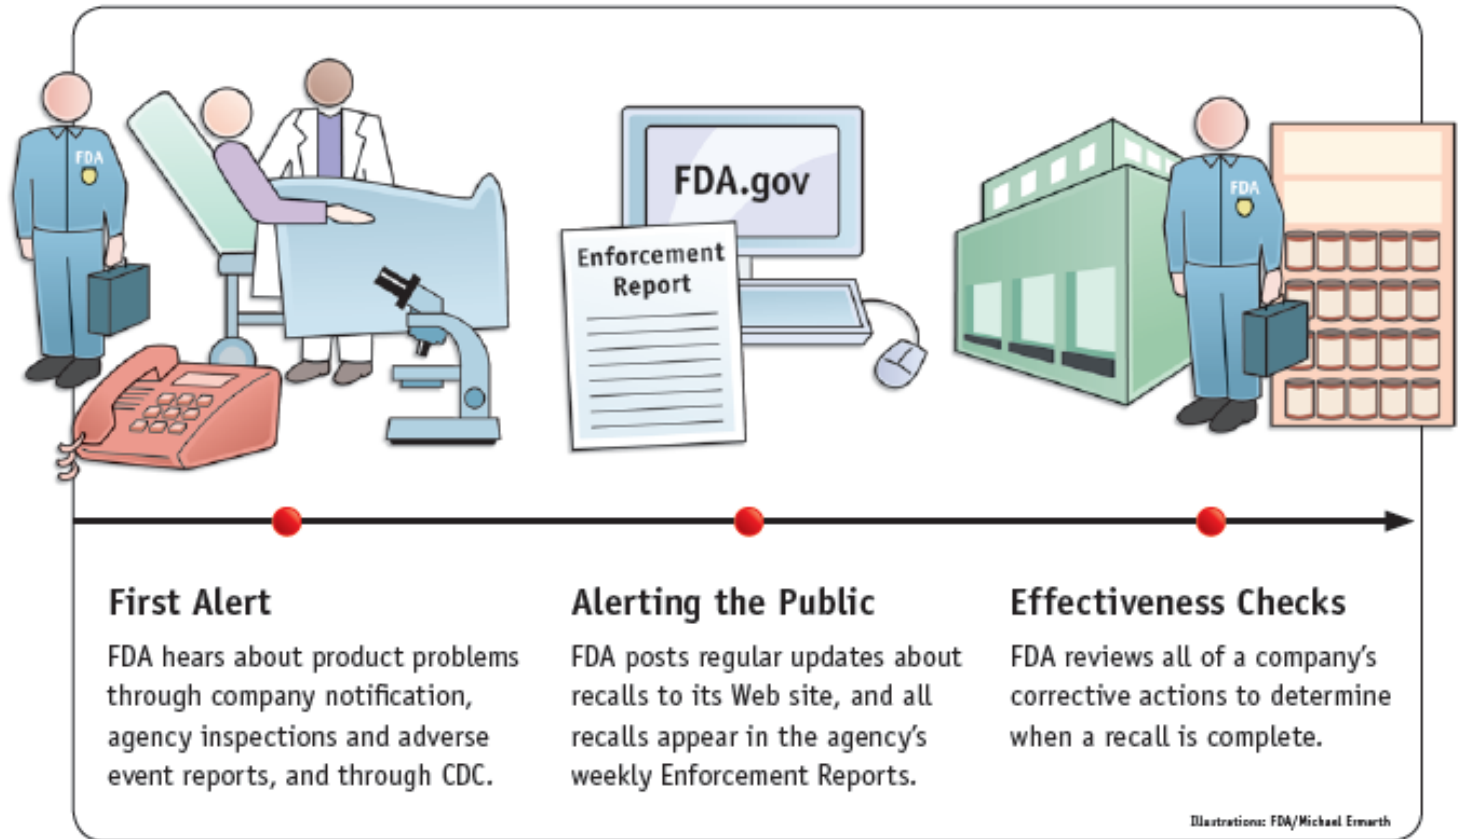 FDA
FDA.gov
Enforcement
Report
FDA
First Alert
FDA hears about product problems
through company notification,
agency inspections and adverse
event reports, and through CDC.
Alerting the Public
FDA posts regular updates about
recalls to its Web site, and all
recalls appear in the agency's
weekly Enforcement Reports.
Effectiveness Checks
FDA reviews all of a company's
corrective actions to determine
when a recall is complete.
Illustrations: FDA/Michael Ermarth